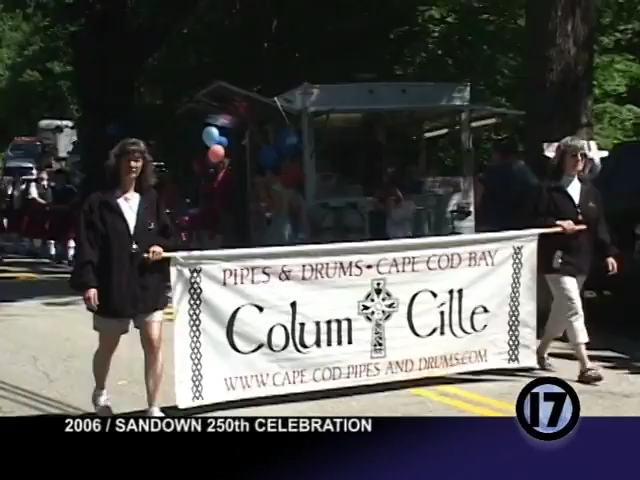 PIPES & DRUMS • CAPE COD BAY
Colum Cille
WWW.CAPE COD PIPES AND DRUMS.COM
2006 / SANDOWN 250th CELEBRATION
17